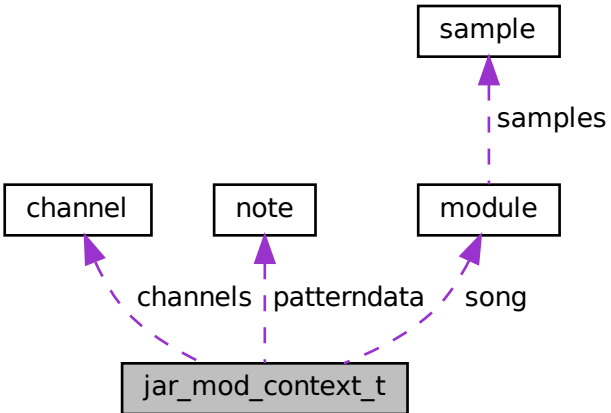 sample
samples
channel
note
module
channels
patterndata
song
jar_mod_context_t